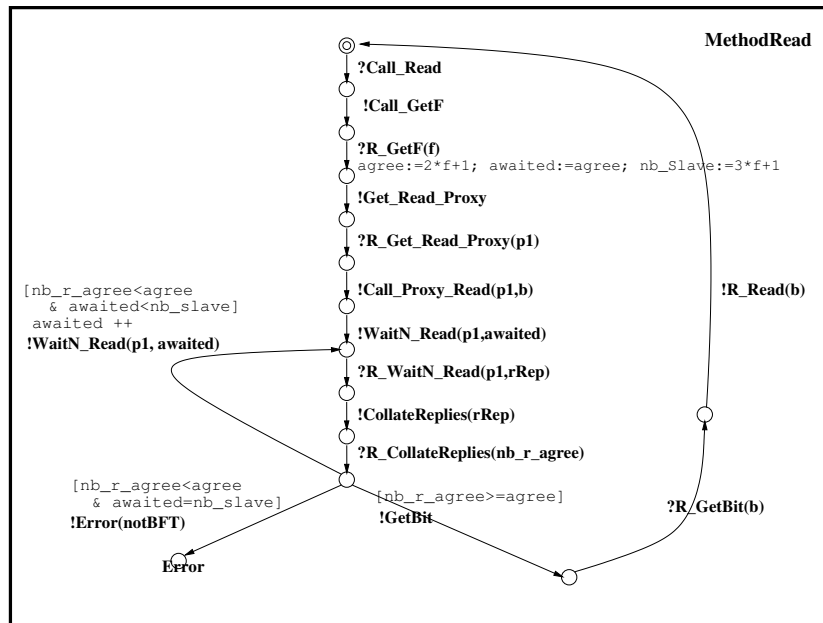 MethodRead
?Call_Read
!Call_GetF
?R_GetF(f)
agree:=2*f+1; awaited:=agree; nb_Slave:=3*f+1
!Get_Read_Proxy
?R_Get_Read_Proxy(p1)
!Call_Proxy_Read(p1,b)
!WaitN_Read(p1,awaited)
?R_WaitN_Read(p1,rRep)
!CollateReplies(rRep)
?R_CollateReplies(nb_r_agree)
[nb_r_agree<agree
& awaited<nb_slave]
awaited ++
!WaitN_Read(p1, awaited)
[nb_r_agree<agree
& awaited=nb_slave]
!Error(notBFT)
Error
[nb_r_agree>=agree]
!GetBit
?R_GetBit(b)
!R_Read(b)